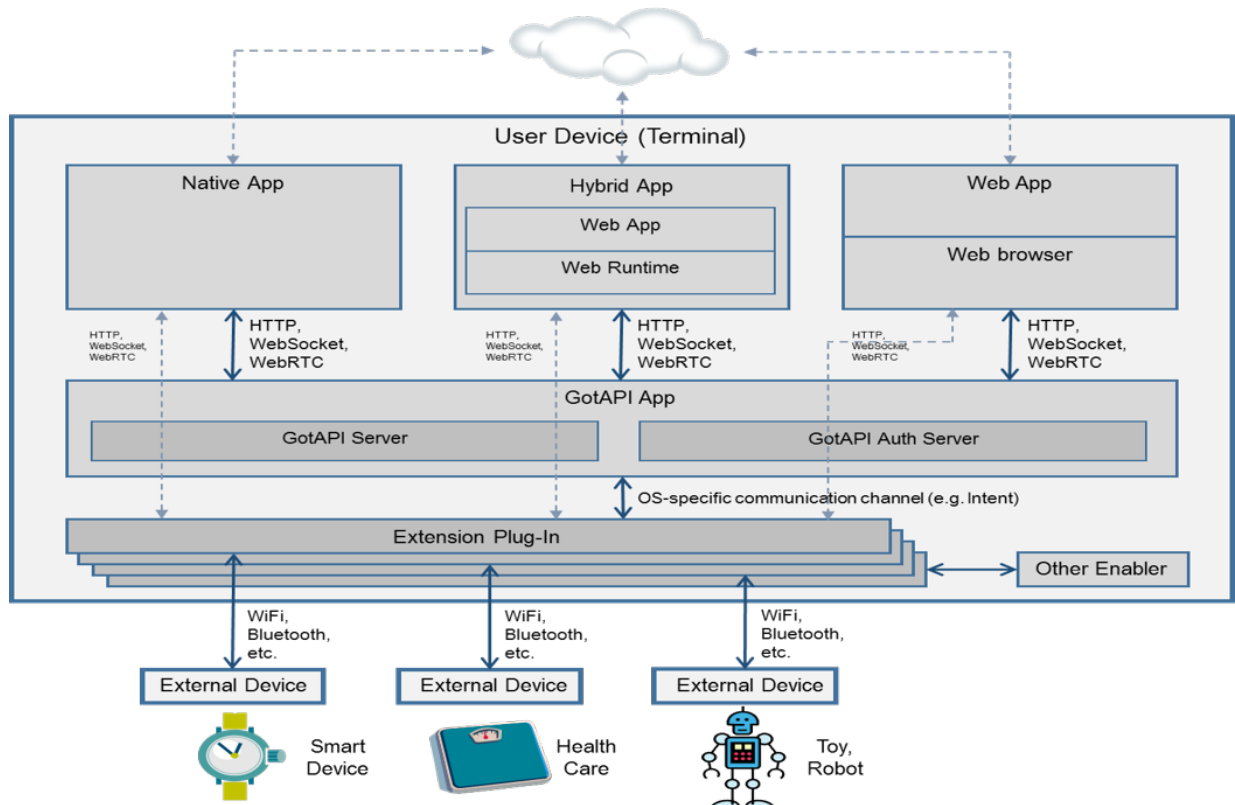 User Device (Terminal)
Native App
Hybrid App
Web App
Web Runtime
Web App
Web browser
HTTP,
WebSocket,
WebRTC
HTTP,
WebSocket,
WebRTC
HTTP,
WebSocket,
WebRTC
HTTP,
WebSocket,
WebRTC
HTTP,
WebSocket,
WebRTC
HTTP,
WebSocket,
WebRTC
GotAPI App
GotAPI Server
GotAPI Auth Server
OS-specific communication channel (e.g. Intent)
Extension Plug-In
Other Enabler
WiFi,
Bluetooth,
etc.
WiFi,
Bluetooth,
etc.
WiFi,
Bluetooth,
etc.
External Device
External Device
External Device
Smart
Device
Health
Care
Toy,
Robot